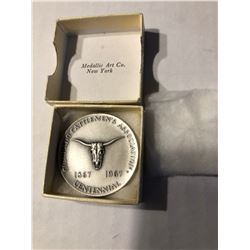 Medallic Art Co.
New York
CATTLEMEN'S ASSOCIATION
1867 1967
CENTENNIAL